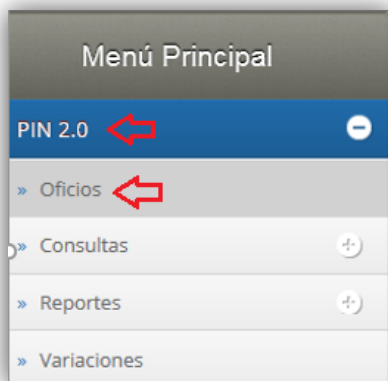 Menú Principal
PIN 2.0
» Oficios
» Consultas
» Reportes
» Variaciones